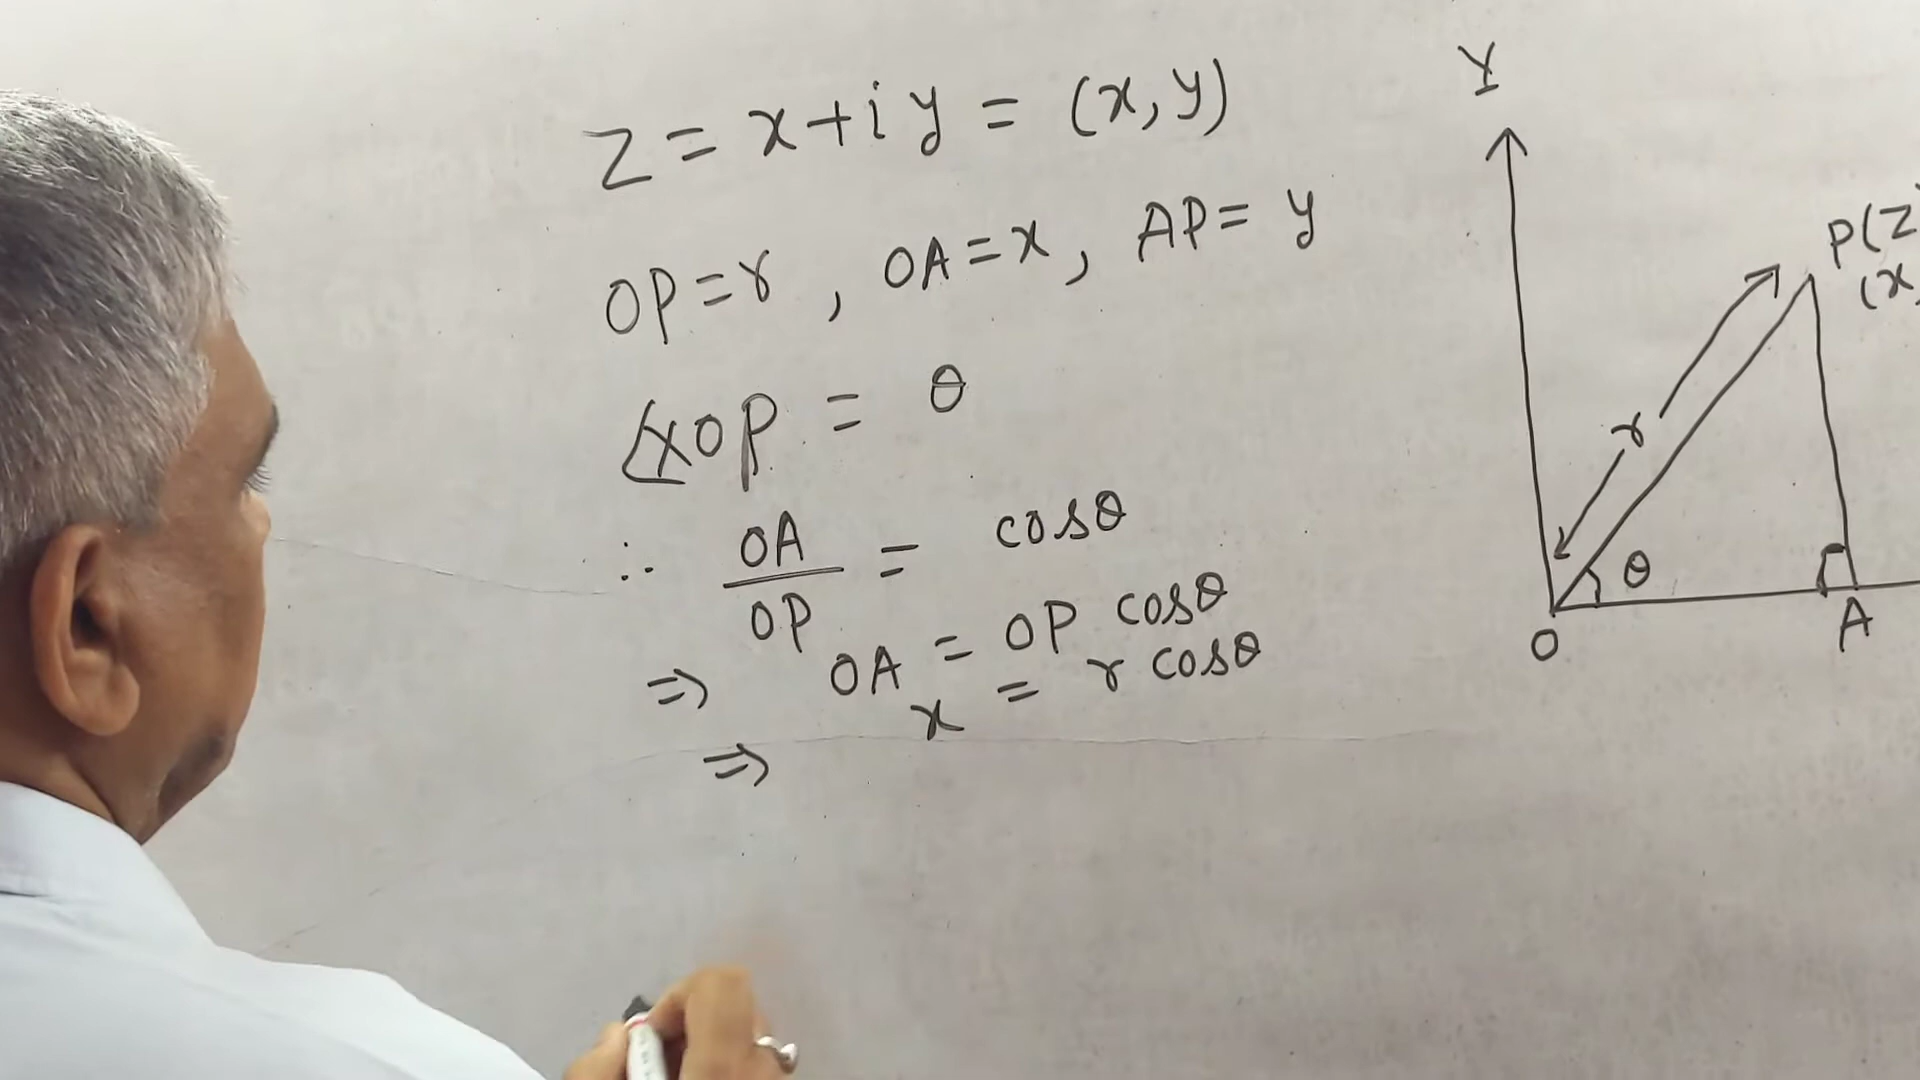 Z = x+iy = (x, y)
OP = r , OA = x , AP = y
∠XOP = θ
∴ OA/OP = cosθ
⇒ OA = OP cosθ
⇒ x = r cosθ
Y
P(Z
(x,
r
θ
O
A